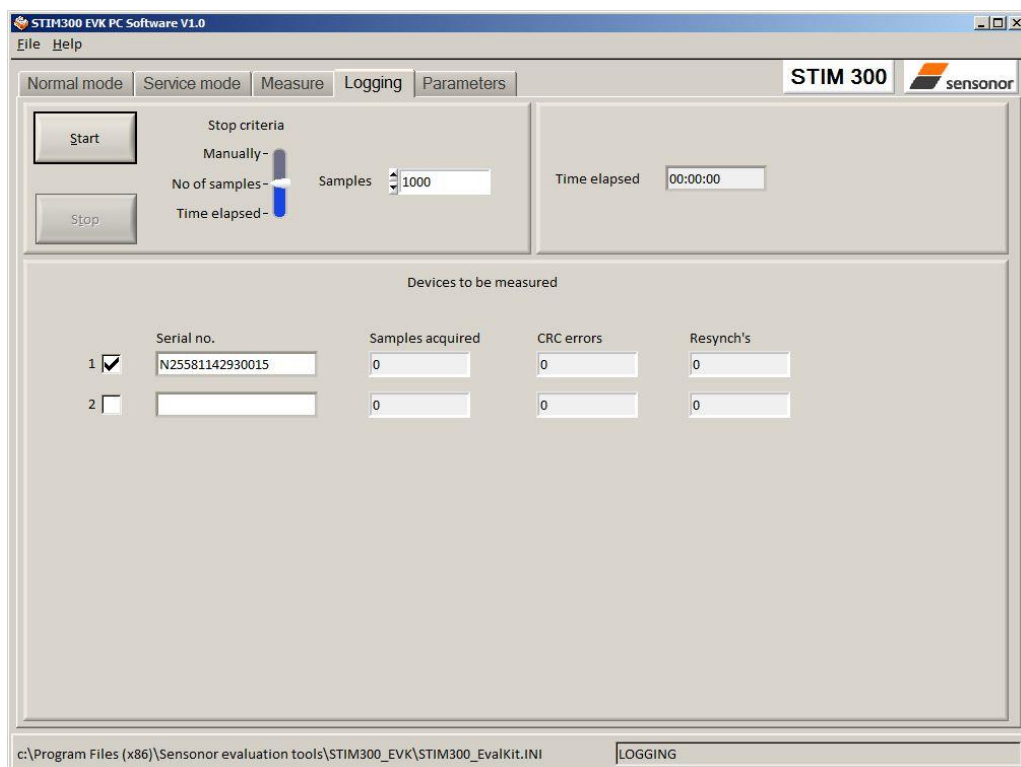 STIM300 EVK PC Software V1.0
File Help
Normal mode Service mode Measure Logging Parameters
STIM 300 sensonor
Start
Stop
Stop criteria
Manually
No of samples
Time elapsed
Samples 1000
Time elapsed 00:00:00
Devices to be measured
Serial no. Samples acquired CRC errors Resynch's
1 N25581142930015 0 0 0
2 0 0 0
c:\Program Files (x86)\Sensonor evaluation tools\STIM300_EVK\STIM300_EvalKit.INI LOGGING